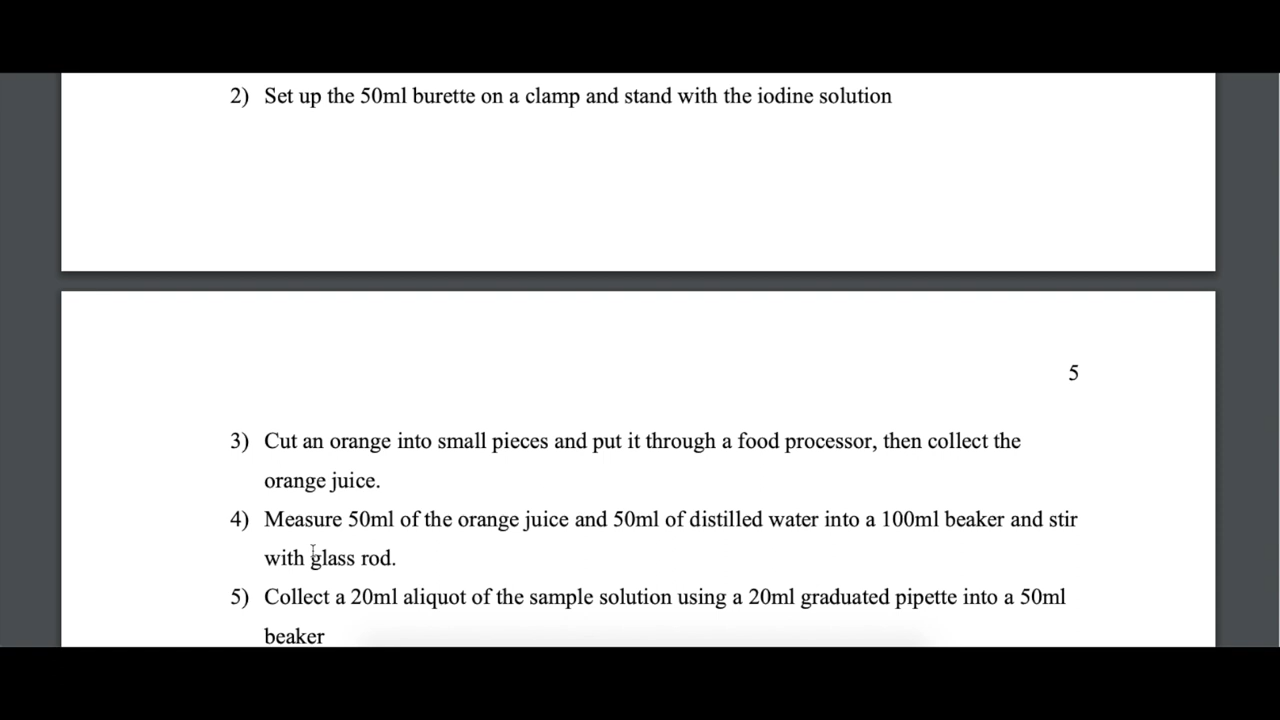 2) Set up the 50ml burette on a clamp and stand with the iodine solution
5
3) Cut an orange into small pieces and put it through a food processor, then collect the
orange juice.
4) Measure 50ml of the orange juice and 50ml of distilled water into a 100ml beaker and stir
with glass rod.
5) Collect a 20ml aliquot of the sample solution using a 20ml graduated pipette into a 50ml
beaker